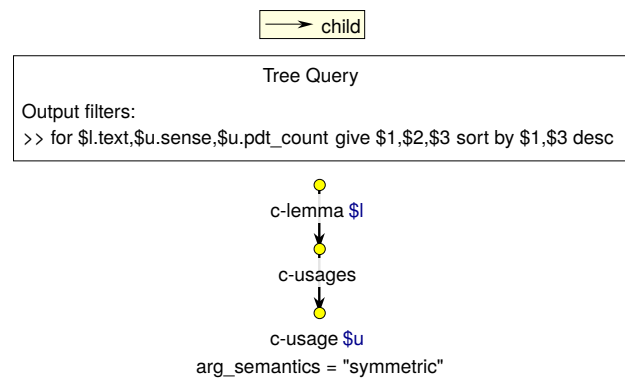 child
Tree Query
Output filters:
>> for $l.text,$u.sense,$u.pdt_count give $1,$2,$3 sort by $1,$3 desc
c-lemma $l
c-usages
c-usage $u
arg_semantics = "symmetric"